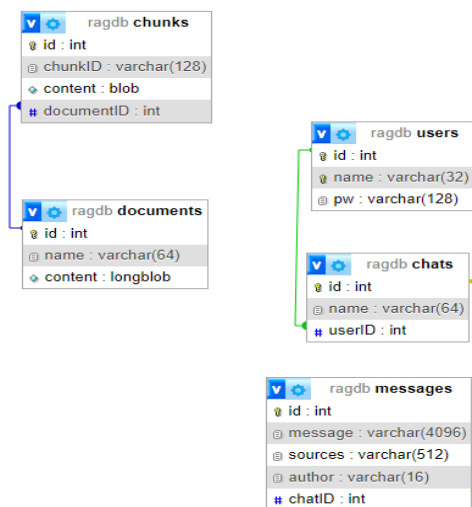 v ragdb chunks
id : int
chunkID : varchar(128)
content : blob
# documentID : int
v ragdb documents
id : int
name : varchar(64)
content : longblob
v ragdb users
id : int
name : varchar(32)
pw : varchar(128)
v ragdb chats
id : int
name : varchar(64)
# userID : int
v ragdb messages
id : int
message : varchar(4096)
sources : varchar(512)
author : varchar(16)
# chatID : int